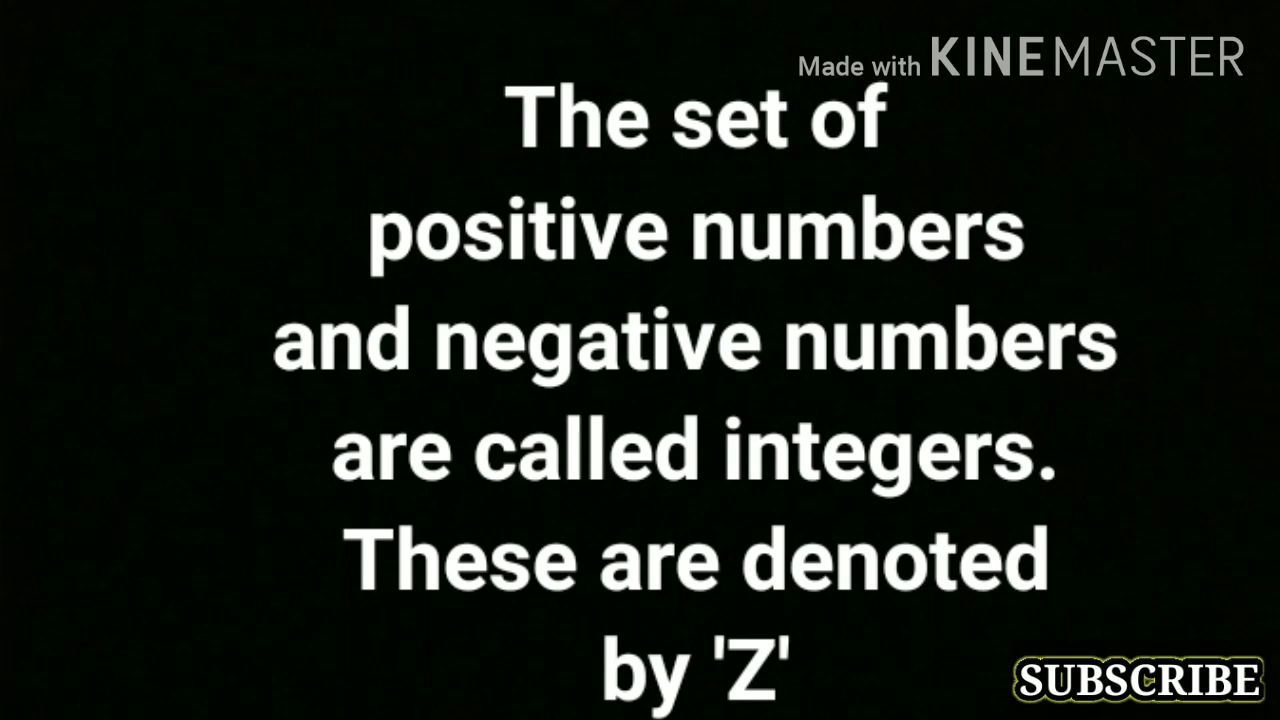 Made with KINEMASTER
The set of
positive numbers
and negative numbers
are called integers.
These are denoted
by 'Z'
SUBSCRIBE